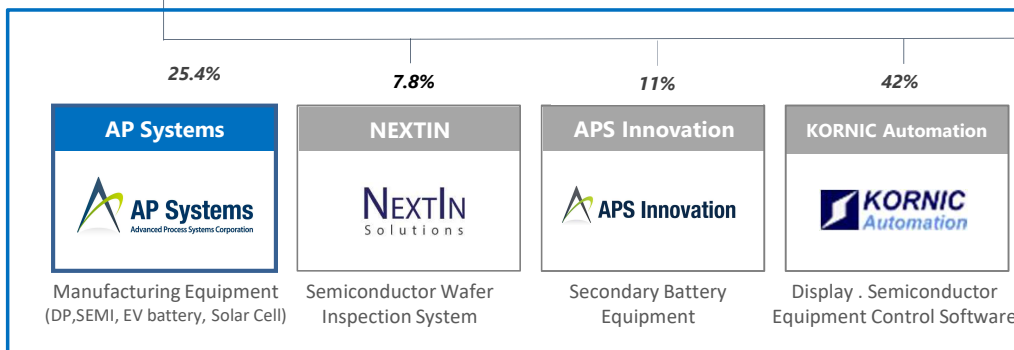 25.4%
7.8%
11%
42%
AP Systems
NEXTIN
APS Innovation
KORNIC Automation
AP Systems
Advanced Process Systems Corporation
NEXTIN
Solutions
APS Innovation
KORNIC
Automation
Manufacturing Equipment
(DP,SEMI, EV battery, Solar Cell)
Semiconductor Wafer
Inspection System
Secondary Battery
Equipment
Display . Semiconductor
Equipment Control Software